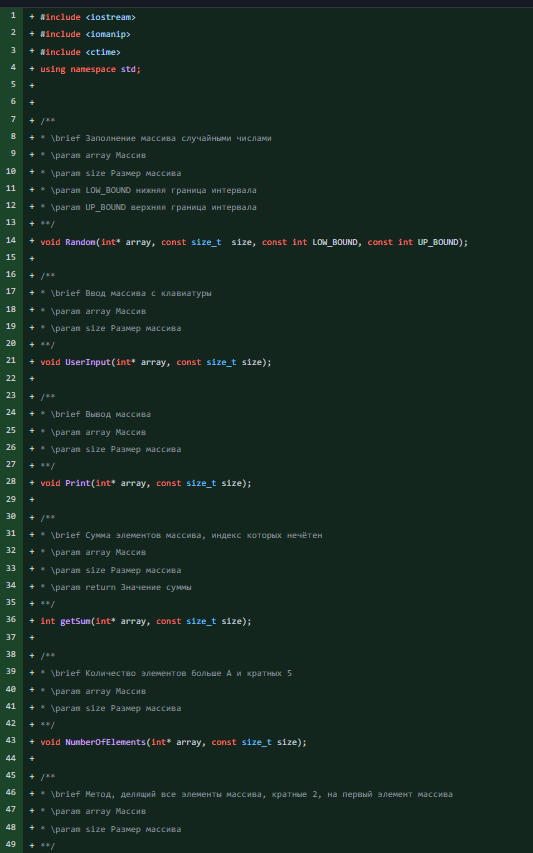 1 + #include <iostream>
2 + #include <iomanip>
3 + #include <ctime>
4 + using namespace std;
5 +
6 +
7 + /**
8 + * \brief Заполнение массива случайными числами
9 + * \param array Массив
10 + * \param size Размер массива
11 + * \param LOW_BOUND нижняя граница интервала
12 + * \param UP_BOUND верхняя граница интервала
13 + **/
14 + void Random(int* array, const size_t  size, const int LOW_BOUND, const int UP_BOUND);
15 +
16 + /**
17 + * \brief Ввод массива с клавиатуры
18 + * \param array Массив
19 + * \param size Размер массива
20 + **/
21 + void UserInput(int* array, const size_t size);
22 +
23 + /**
24 + * \brief Вывод массива
25 + * \param array Массив
26 + * \param size Размер массива
27 + **/
28 + void Print(int* array, const size_t size);
29 +
30 + /**
31 + * \brief Сумма элементов массива, индекс которых нечётен
32 + * \param array Массив
33 + * \param size Размер массива
34 + * \param return Значение суммы
35 + **/
36 + int getSum(int* array, const size_t size);
37 +
38 + /**
39 + * \brief Количество элементов больше А и кратных 5
40 + * \param array Массив
41 + * \param size Размер массива
42 + **/
43 + void NumberOfElements(int* array, const size_t size);
44 +
45 + /**
46 + * \brief Метод, делящий все элементы массива, кратные 2, на первый элемент массива
47 + * \param array Массив
48 + * \param size Размер массива
49 + **/